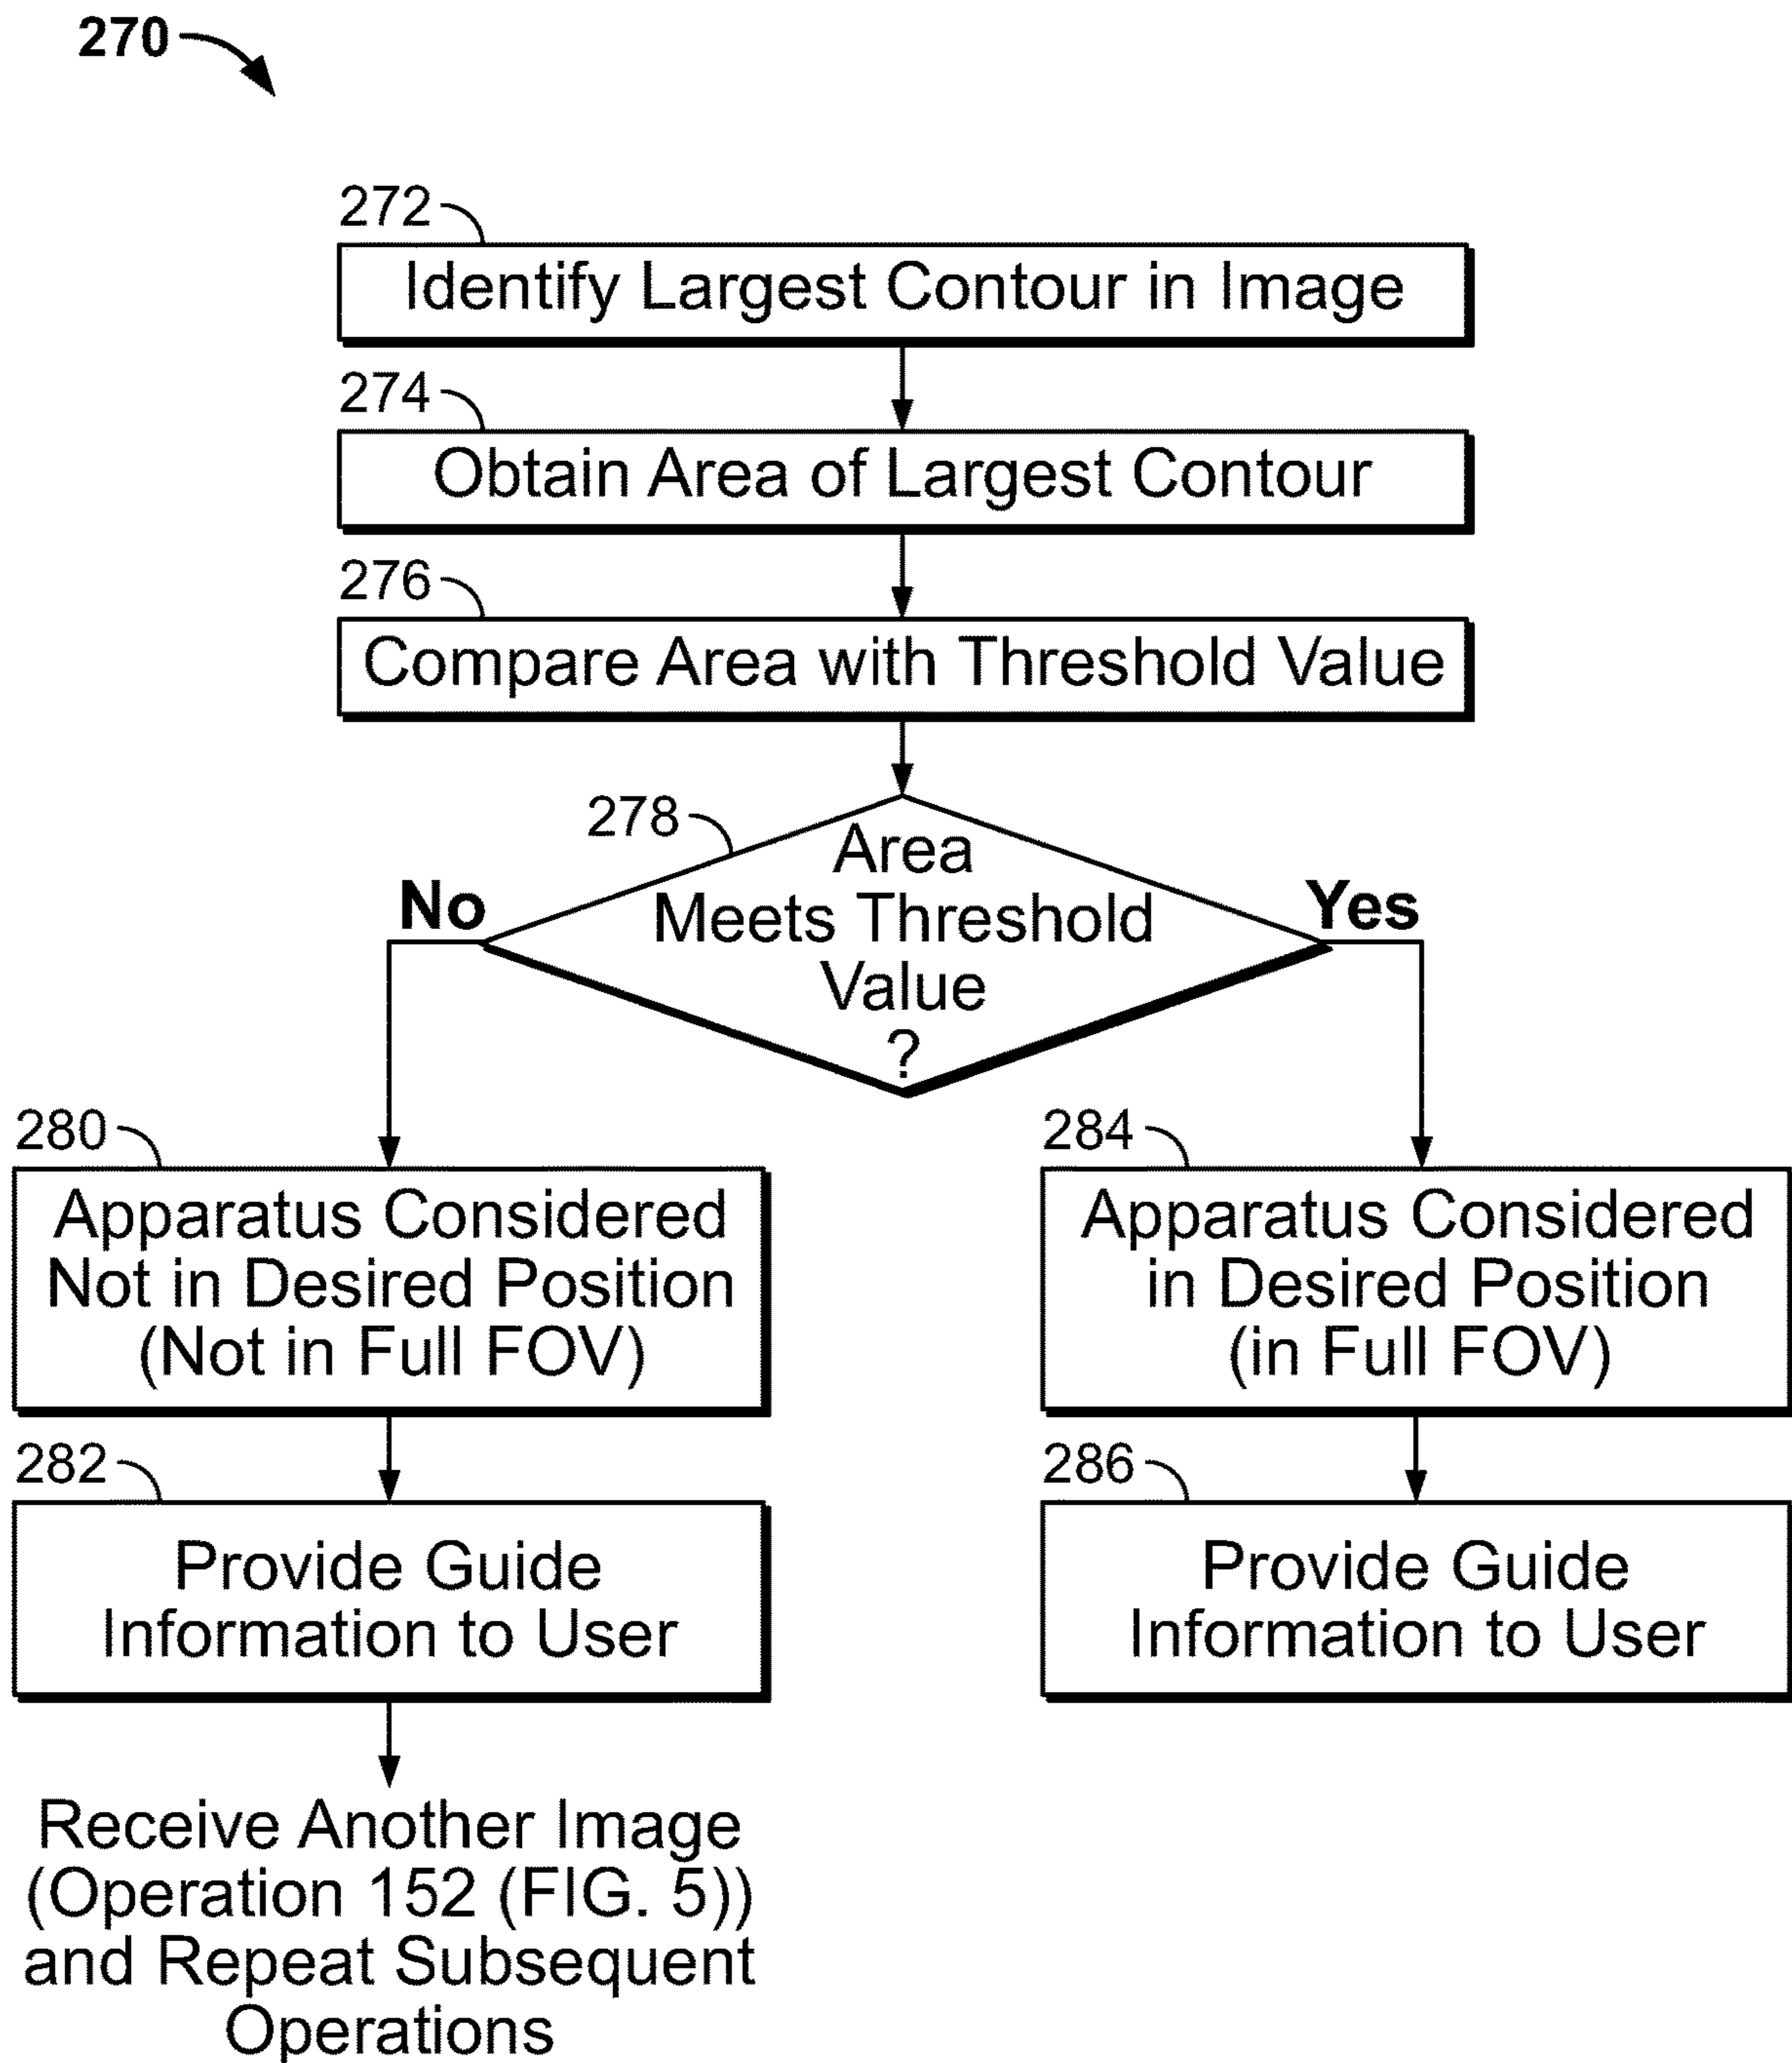 270
272
Identify Largest Contour in Image
274
Obtain Area of Largest Contour
276
Compare Area with Threshold Value
278
Area
Meets Threshold
Value
?
No
Yes
280
Apparatus Considered
Not in Desired Position
(Not in Full FOV)
284
Apparatus Considered
in Desired Position
(in Full FOV)
282
Provide Guide
Information to User
286
Provide Guide
Information to User
Receive Another Image
(Operation 152 (FIG. 5))
and Repeat Subsequent
Operations